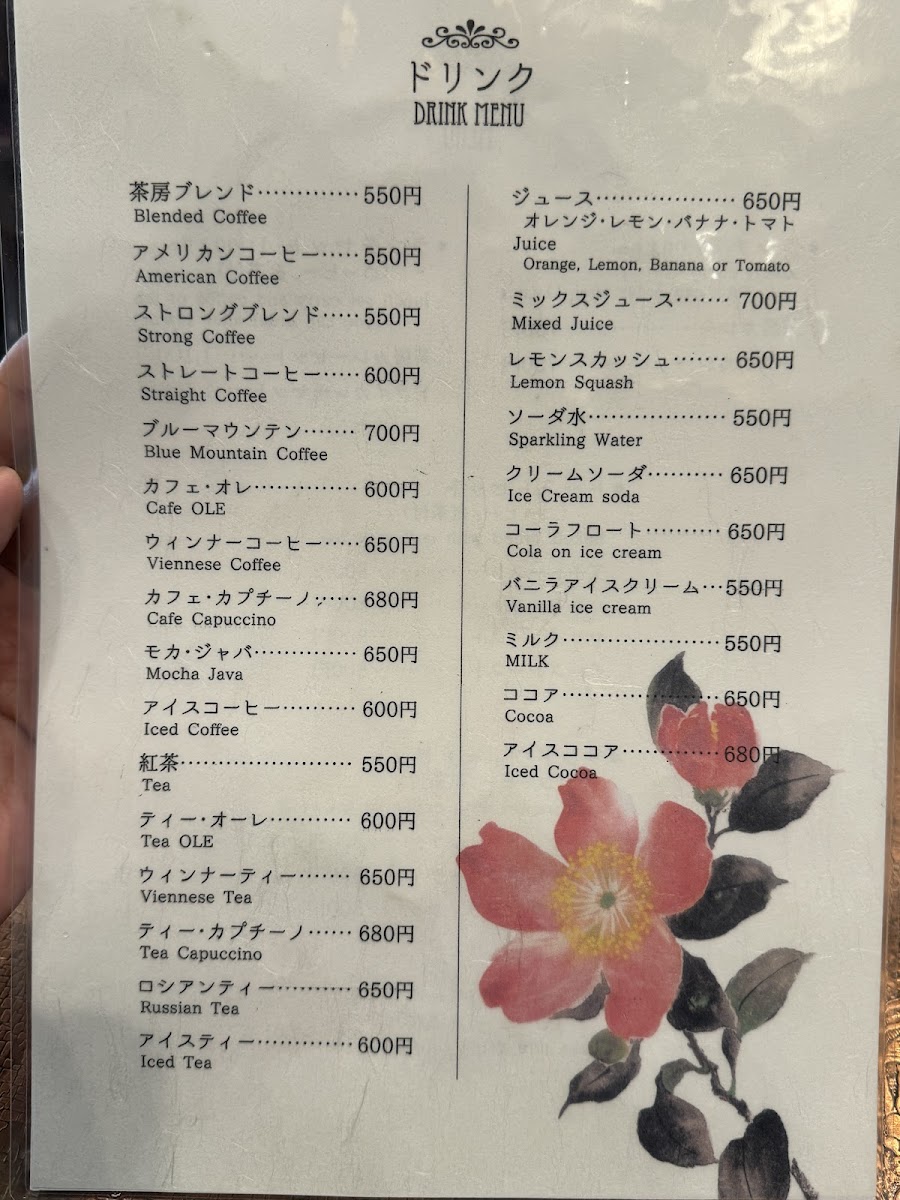 ドリンク
DRINK MENU
茶房ブレンド·············550円
Blended Coffee
アメリカンコーヒー·····550円
American Coffee
ストロングブレンド·····550円
Strong Coffee
ストレートコーヒー·····600円
Straight Coffee
ブルーマウンテン·······700円
Blue Mountain Coffee
カフェ·オレ··············600円
Cafe OLE
ウィンナーコーヒー·····650円
Viennese Coffee
カフェ·カプチーノ······680円
Cafe Capuccino
モカ·ジャバ··············650円
Mocha Java
アイスコーヒー··········600円
Iced Coffee
紅茶······················550円
Tea
ティー·オーレ···········600円
Tea OLE
ウィンナーティー·······650円
Viennese Tea
ティー·カプチーノ······680円
Tea Capuccino
ロシアンティー··········650円
Russian Tea
アイスティー·············600円
Iced Tea
ジュース··················650円
オレンジ·レモン·バナナ·トマト
Juice
Orange, Lemon, Banana or Tomato
ミックスジュース·······700円
Mixed Juice
レモンスカッシュ·······650円
Lemon Squash
ソーダ水··················550円
Sparkling Water
クリームソーダ··········650円
Ice Cream soda
コーラフロート··········650円
Cola on ice cream
バニラアイスクリーム···550円
Vanilla ice cream
ミルク····················550円
MILK
ココア····················650円
Cocoa
アイスココア·············680円
Iced Cocoa